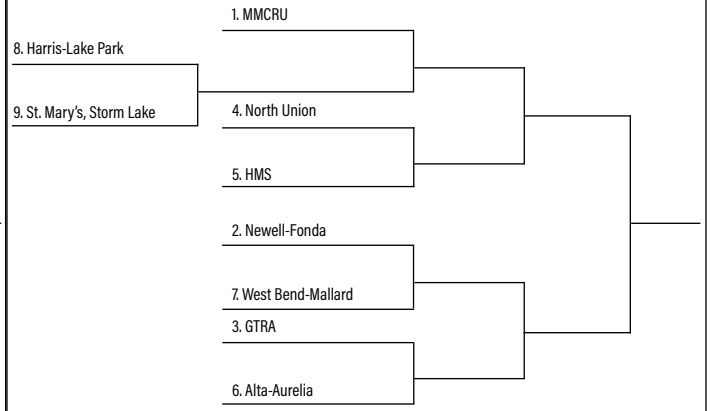 1. MMCRU
8. Harris-Lake Park
9. St. Mary's, Storm Lake
4. North Union
5. HMS
2. Newell-Fonda
7. West Bend-Mallard
3. GTRA
6. Alta-Aurelia